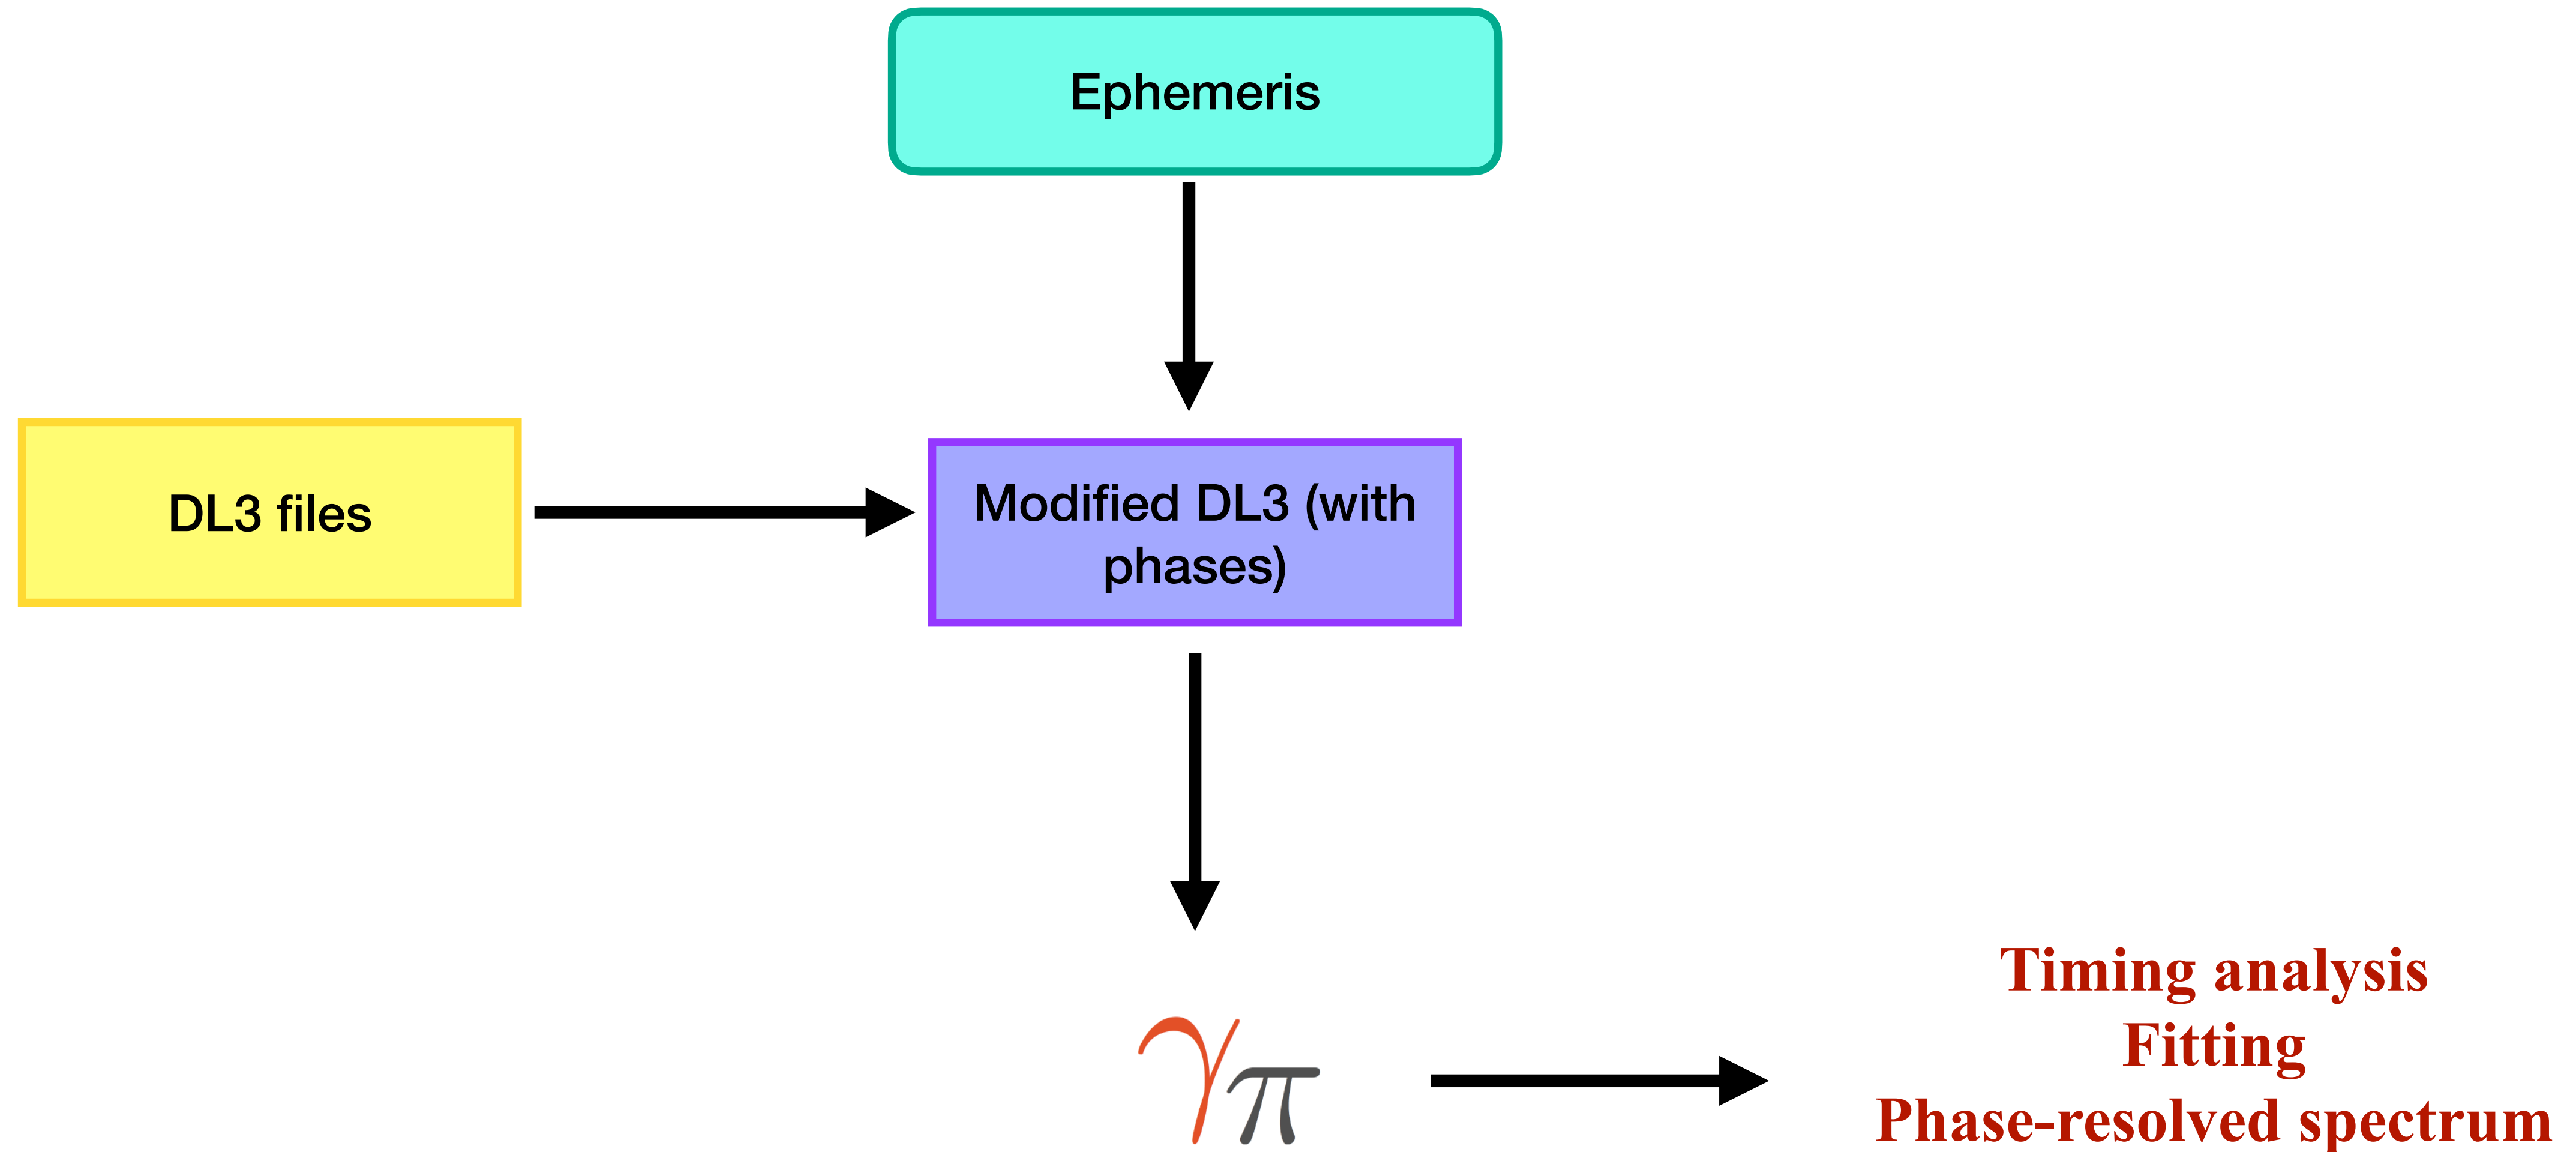 Ephemeris
DL3 files
Modified DL3 (with
phases)
γπ
Timing analysis
Fitting
Phase-resolved spectrum